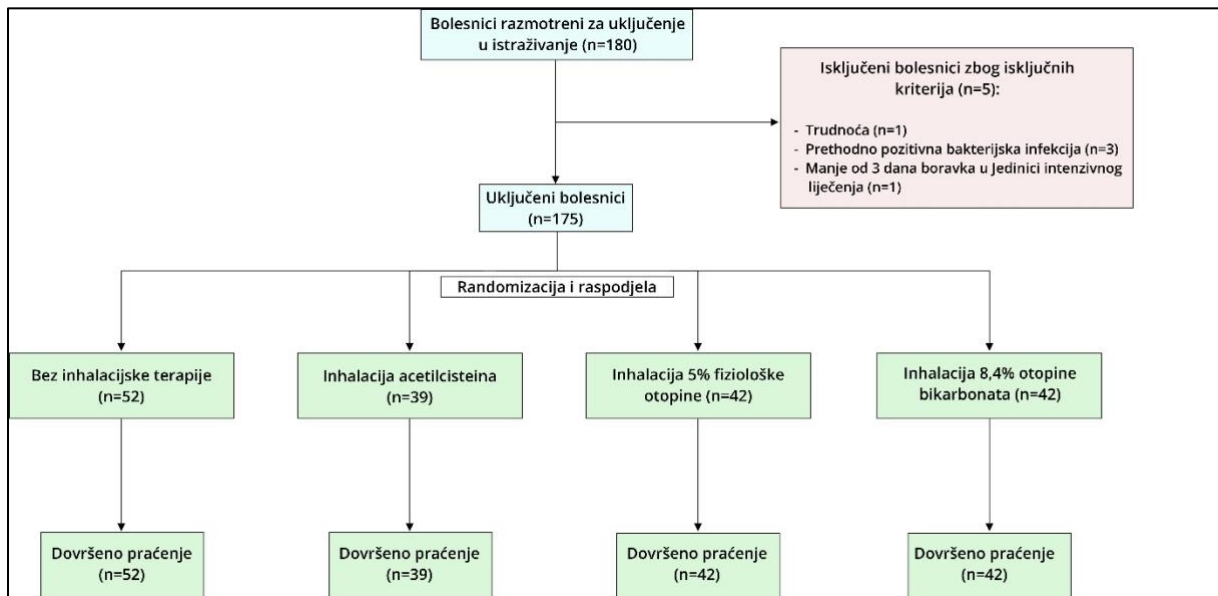 Bolesnici razmotreni za uključenje
u istraživanje (n=180)
Isključeni bolesnici zbog isključnih
kriterija (n=5):
- Trudnoća (n=1)
- Prethodno pozitivna bakterijska infekcija (n=3)
- Manje od 3 dana boravka u Jedinici intenzivnog
liječenja (n=1)
Uključeni bolesnici
(n=175)
Randomizacija i raspodjela
Bez inhalacijske terapije
(n=52)
Inhalacija acetilcisteina
(n=39)
Inhalacija 5% fiziološke
otopine (n=42)
Inhalacija 8,4% otopine
bikarbonata (n=42)
Dovršeno praćenje
(n=52)
Dovršeno praćenje
(n=39)
Dovršeno praćenje
(n=42)
Dovršeno praćenje
(n=42)